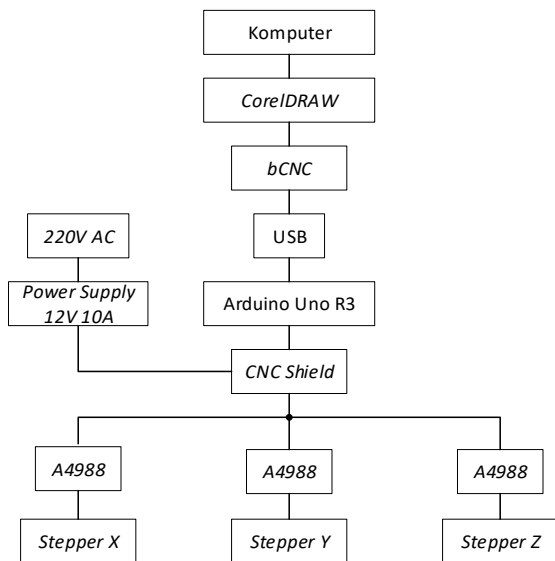 Komputer
CorelDRAW
bCNC
220V AC
USB
Power Supply
12V 10A
Arduino Uno R3
CNC Shield
A4988
A4988
A4988
Stepper X
Stepper Y
Stepper Z